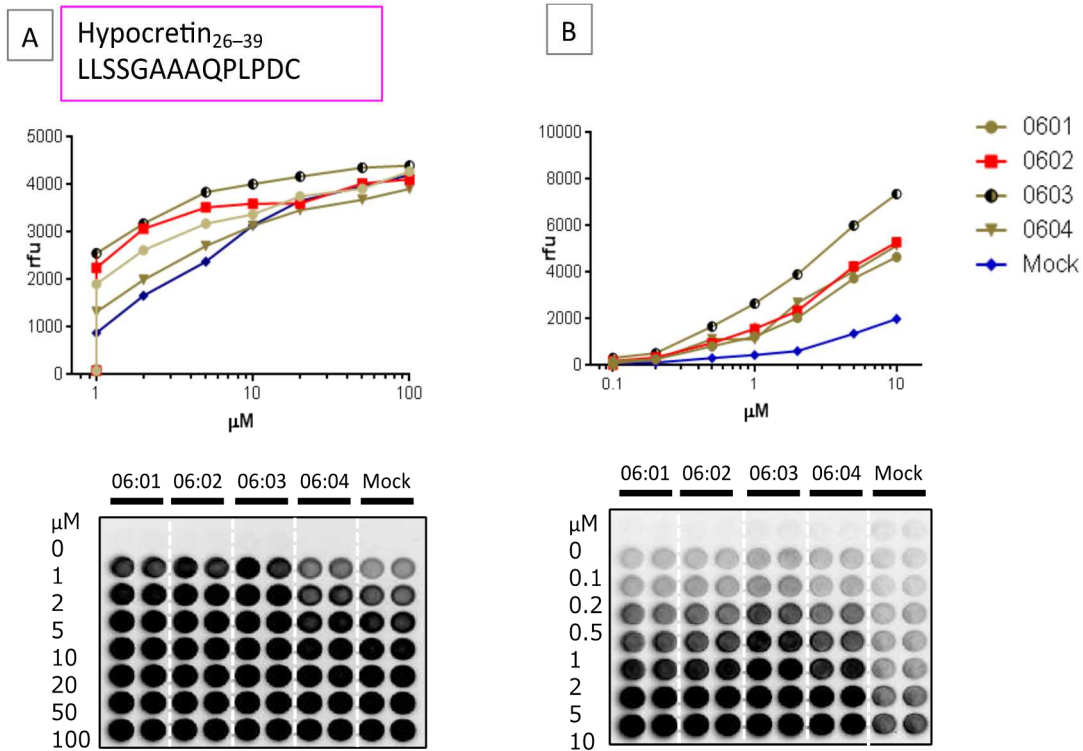 A
Hypocretin26–39
LLSSGAAAQPLPDC
5000
4000
3000
2000
1000
0
rfu
1
10
100
µM
B
10000
8000
6000
4000
2000
0
rfu
0.1
1
10
µM
0601
0602
0603
0604
Mock
06:01 06:02 06:03 06:04 Mock
µM
0
1
2
5
10
20
50
100
06:01 06:02 06:03 06:04 Mock
µM
0
0.1
0.2
0.5
1
2
5
10